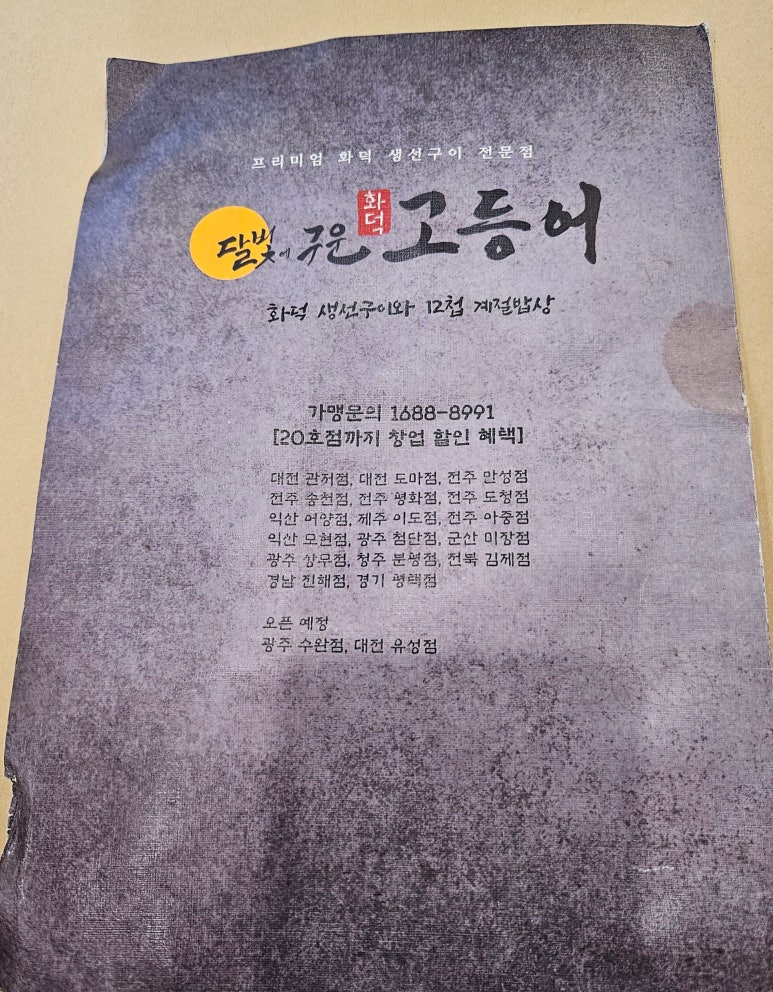 프리미엄 화덕 생선구이 전문점
달빛에 구운 화덕 고등어
화덕 생선구이와 12첩 계절밥상
가맹문의 1688-8991
[20호점까지 창업 할인 혜택]
대전 관저점, 대전 도마점, 전주 만성점
전주 송천점, 전주 평화점, 전주 도청점
익산 어양점, 제주 이도점, 전주 아중점
익산 모현점, 광주 첨단점, 군산 미장점
광주 상무점, 청주 분평점, 전북 김제점
경남 진해점, 경기 평택점
오픈 예정
광주 수완점, 대전 유성점